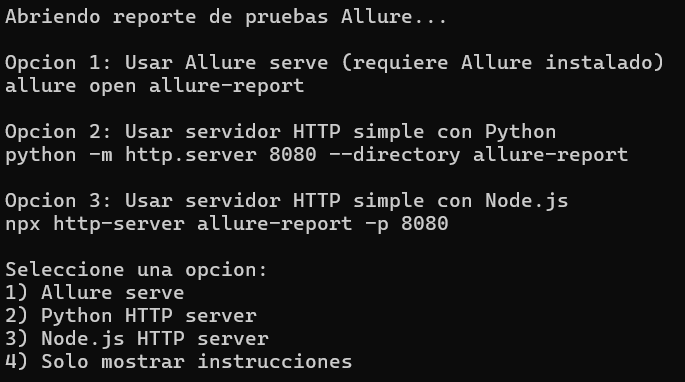 Abriendo reporte de pruebas Allure...
Opcion 1: Usar Allure serve (requiere Allure instalado)
allure open allure-report
Opcion 2: Usar servidor HTTP simple con Python
python -m http.server 8080 --directory allure-report
Opcion 3: Usar servidor HTTP simple con Node.js
npx http-server allure-report -p 8080
Seleccione una opcion:
1) Allure serve
2) Python HTTP server
3) Node.js HTTP server
4) Solo mostrar instrucciones